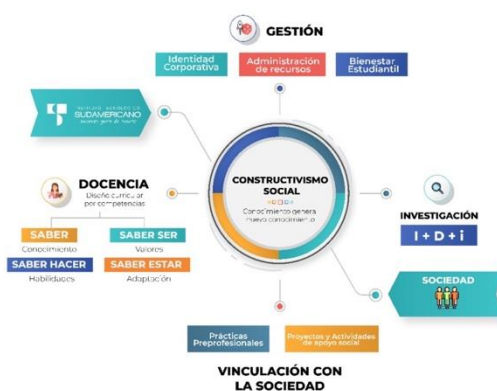 GESTIÓN
Identidad
Corporativa
Administración
de recursos
Bienestar
Estudiantil
SUDAMERICANO
DOCENCIA
Diseño curricular
por competencias
SABER
Conocimiento
SABER SER
Valores
SABER HACER
Habilidades
SABER ESTAR
Adaptación
CONSTRUCTIVISMO
SOCIAL
Conocimiento genera
nuevo conocimiento
INVESTIGACIÓN
I + D + i
SOCIEDAD
Prácticas
Preprofesionales
Proyectos y Actividades
de apoyo social
VINCULACIÓN CON
LA SOCIEDAD